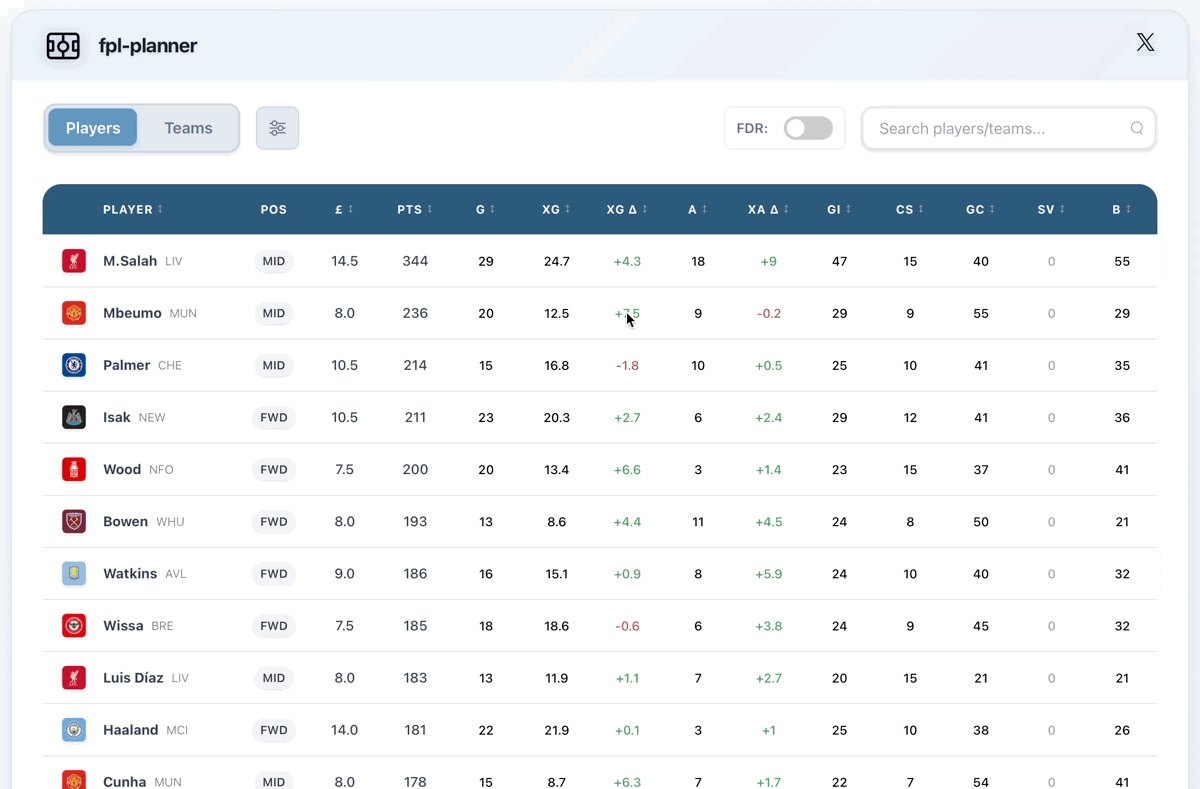 fpl-planner
Players Teams FDR: Search players/teams...
PLAYER ↕ POS £ ↕ PTS ↕ G ↕ XG ↕ XG Δ ↕ A ↕ XA Δ ↕ GI ↕ CS ↕ GC ↕ SV ↕ B ↕
M.Salah LIV MID 14.5 344 29 24.7 +4.3 18 +9 47 15 40 0 55
Mbeumo MUN MID 8.0 236 20 12.5 +7.5 9 -0.2 29 9 55 0 29
Palmer CHE MID 10.5 214 15 16.8 -1.8 10 +0.5 25 10 41 0 35
Isak NEW FWD 10.5 211 23 20.3 +2.7 6 +2.4 29 12 41 0 36
Wood NFO FWD 7.5 200 20 13.4 +6.6 3 +1.4 23 15 37 0 41
Bowen WHU FWD 8.0 193 13 8.6 +4.4 11 +4.5 24 8 50 0 21
Watkins AVL FWD 9.0 186 16 15.1 +0.9 8 +5.9 24 10 40 0 32
Wissa BRE FWD 7.5 185 18 18.6 -0.6 6 +3.8 24 9 45 0 32
Luis Díaz LIV MID 8.0 183 13 11.9 +1.1 7 +2.7 20 15 21 0 21
Haaland MCI FWD 14.0 181 22 21.9 +0.1 3 +1 25 10 38 0 26
Cunha MUN MID 8.0 178 15 8.7 +6.3 7 +1.7 22 7 54 0 41